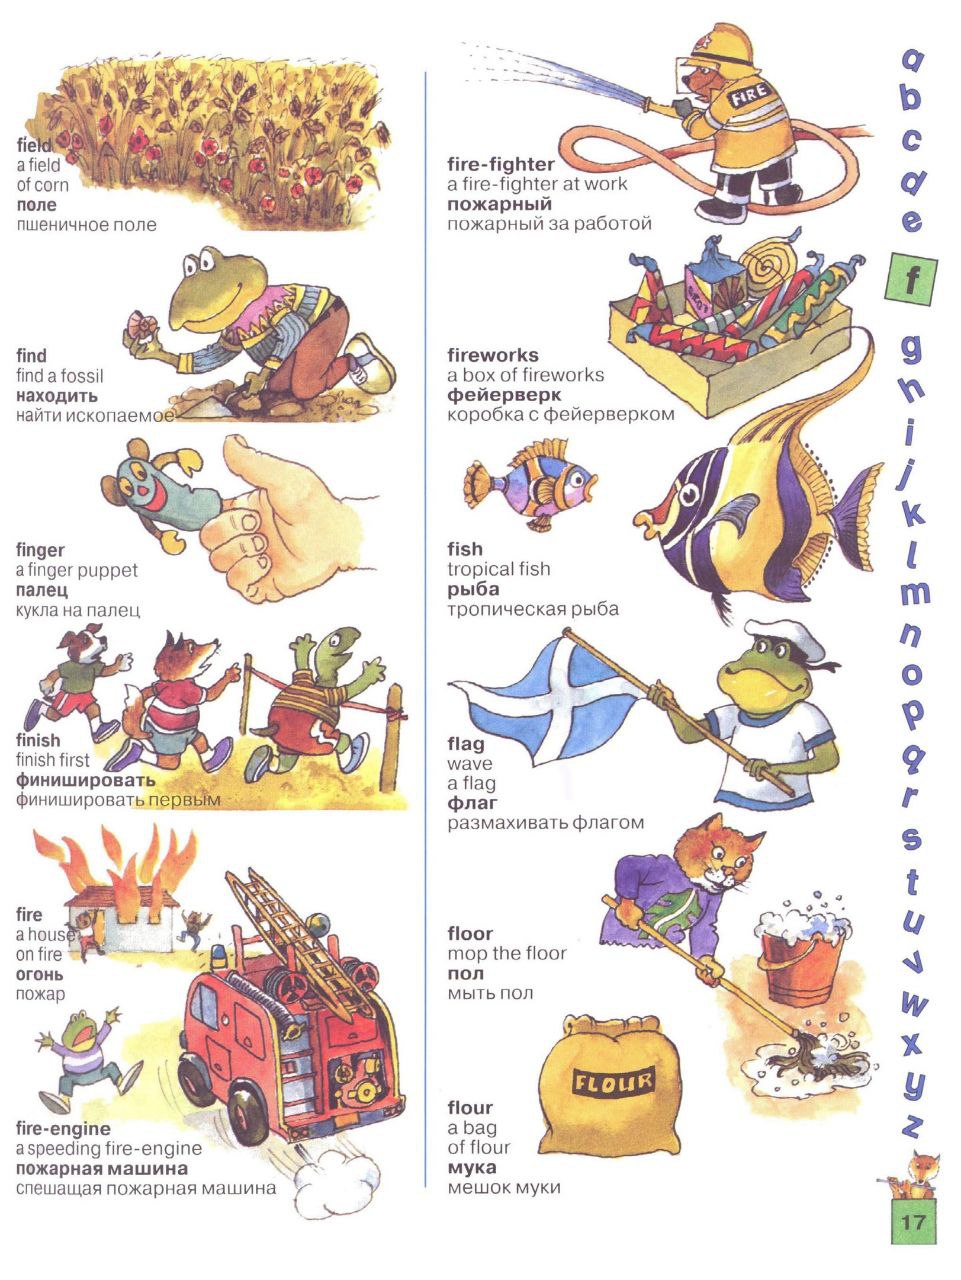 field
a field
of corn
поле
пшеничное поле
find
find a fossil
находить
найти ископаемое
finger
a finger puppet
палец
кукла на палец
finish
finish first
финишировать
финишировать первым
fire
a house
on fire
огонь
пожар
fire-engine
a speeding fire-engine
пожарная машина
спешащая пожарная машина
FIRE
fire-fighter
a fire-fighter at work
пожарный
пожарный за работой
fireworks
a box of fireworks
фейерверк
коробка с фейерверком
fish
tropical fish
рыба
тропическая рыба
flag
wave
a flag
флаг
размахивать флагом
floor
mop the floor
пол
мыть пол
FLOUR
flour
a bag
of flour
мука
мешок муки
a
b
c
d
e
f
g
h
i
j
k
l
m
n
o
p
q
r
s
t
u
v
w
x
y
z
17